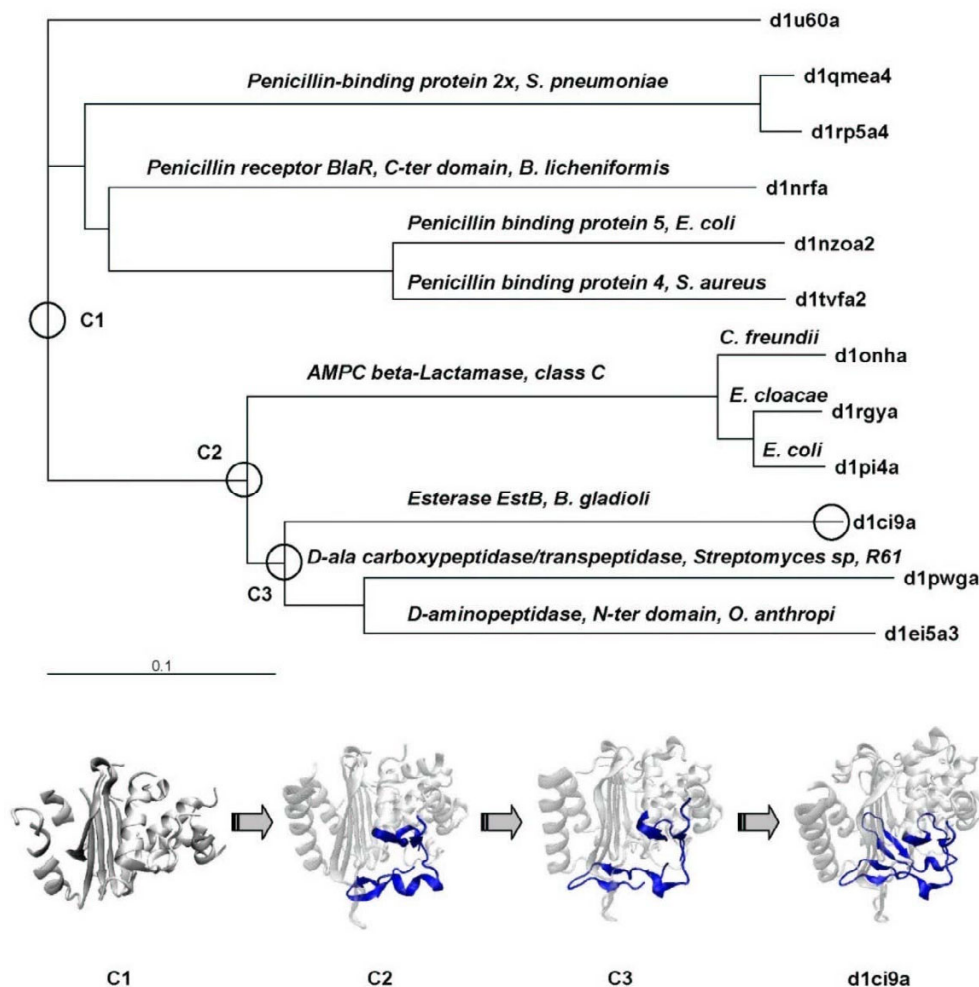 d1u60a
Penicillin-binding protein 2x, S. pneumoniae
d1qmea4
d1rp5a4
Penicillin receptor BlaR, C-ter domain, B. licheniformis
d1nrfa
Penicillin binding protein 5, E. coli
d1nzoa2
Penicillin binding protein 4, S. aureus
d1tvfa2
C1
C. freundii
d1onha
AMPC beta-Lactamase, class C
E. cloacae
d1rgya
C2
E. coli
d1pi4a
Esterase EstB, B. gladioli
d1ci9a
D-ala carboxypeptidase/transpeptidase, Streptomyces sp, R61
C3
d1pwga
D-aminopeptidase, N-ter domain, O. anthropi
d1ei5a3
0.1
C1
C2
C3
d1ci9a